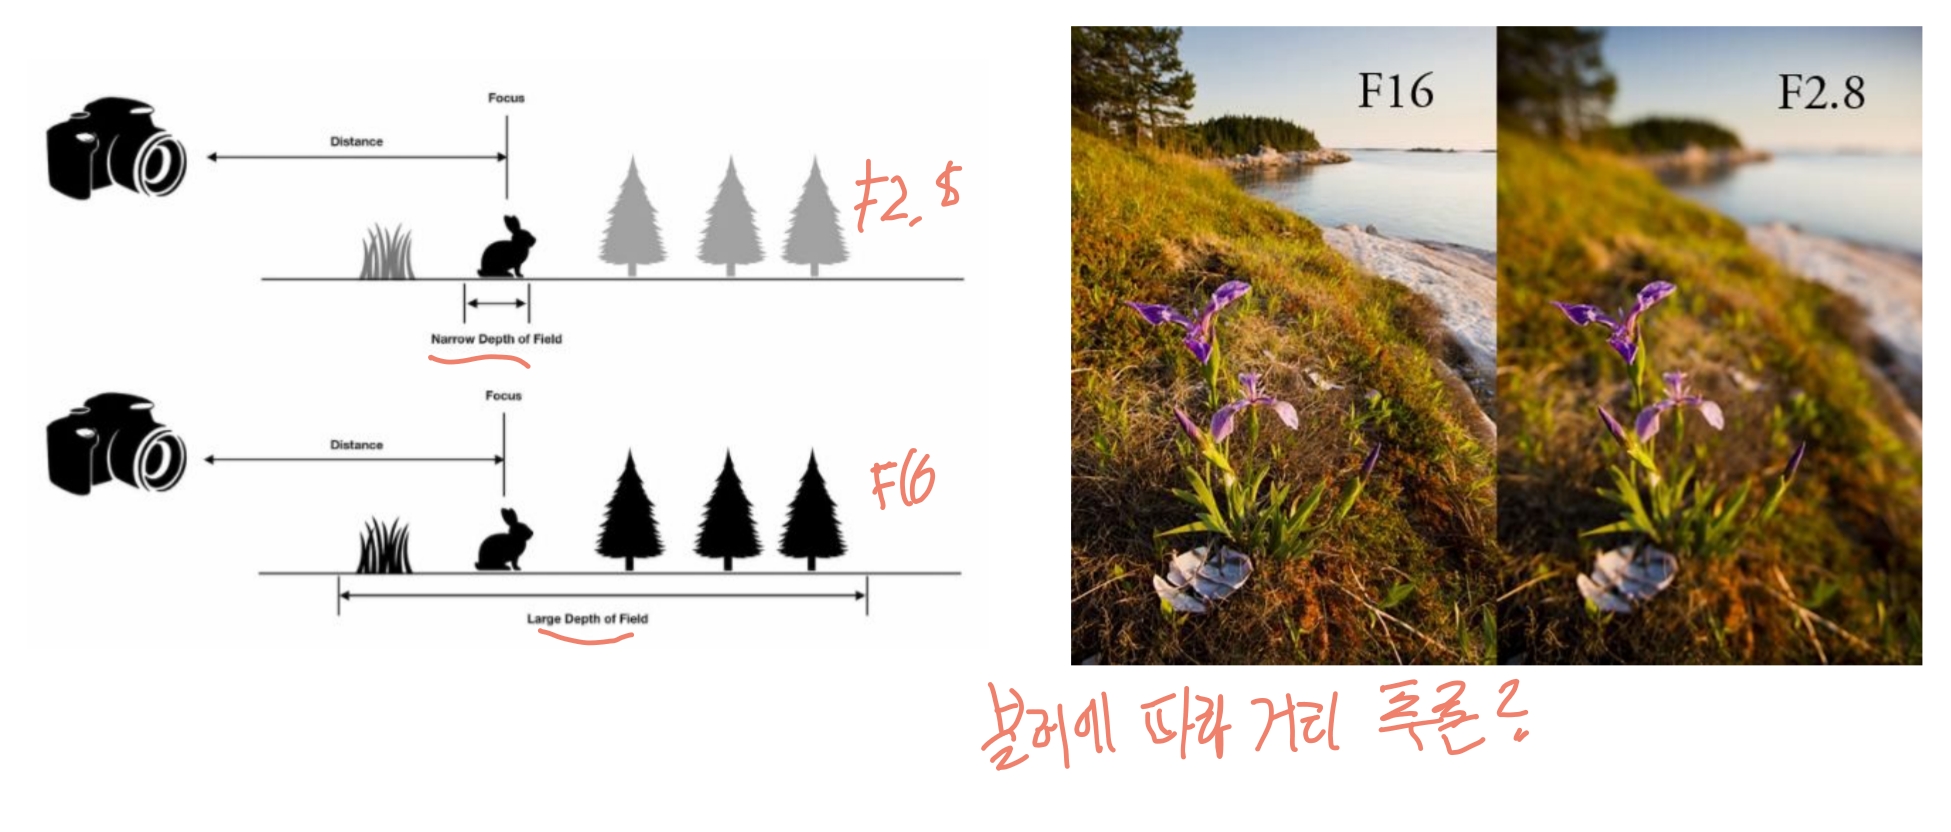 Focus
Distance
F2.8
Narrow Depth of Field
Focus
Distance
F16
Large Depth of Field
F16
F2.8
블러에 따라 거리 추론?